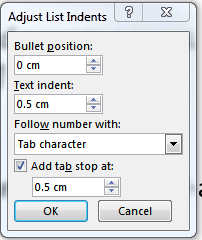 Adjust List Indents
Bullet position:
0 cm
Text indent:
0.5 cm
Follow number with:
Tab character
Add tab stop at:
0.5 cm
OK Cancel